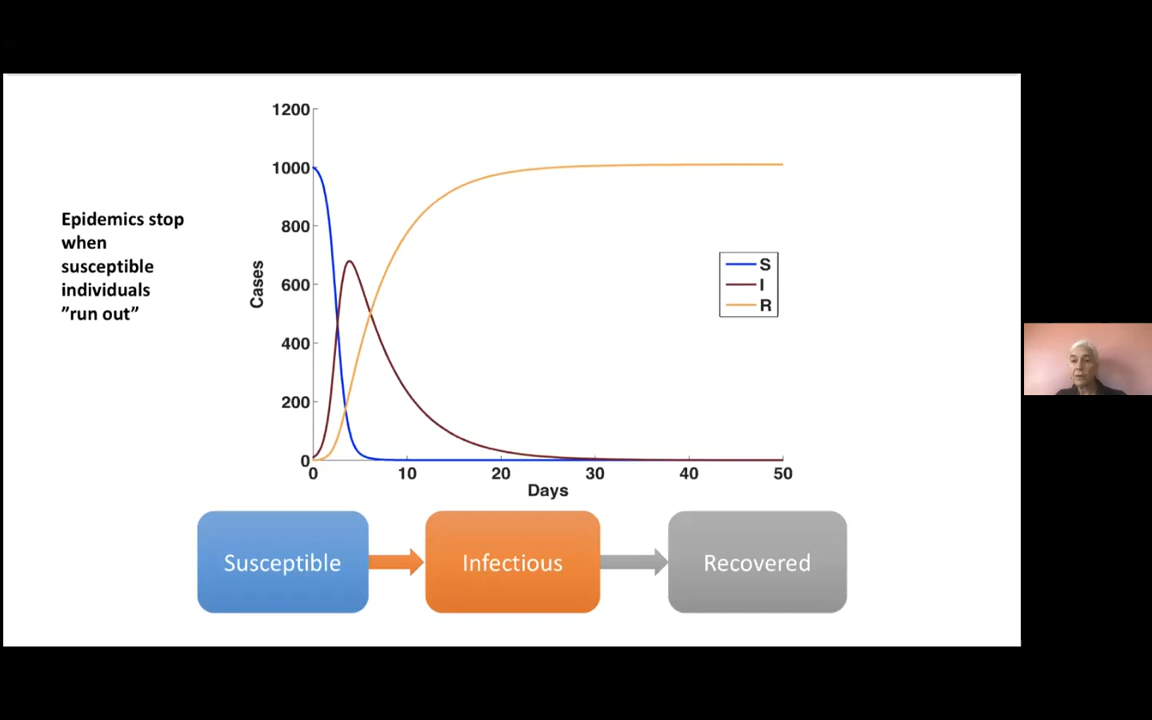 Epidemics stop
when
susceptible
individuals
”run out”
1200
1000
800
600
400
200
0
Cases
0 10 20 30 40 50
Days
S
I
R
Susceptible
Infectious
Recovered